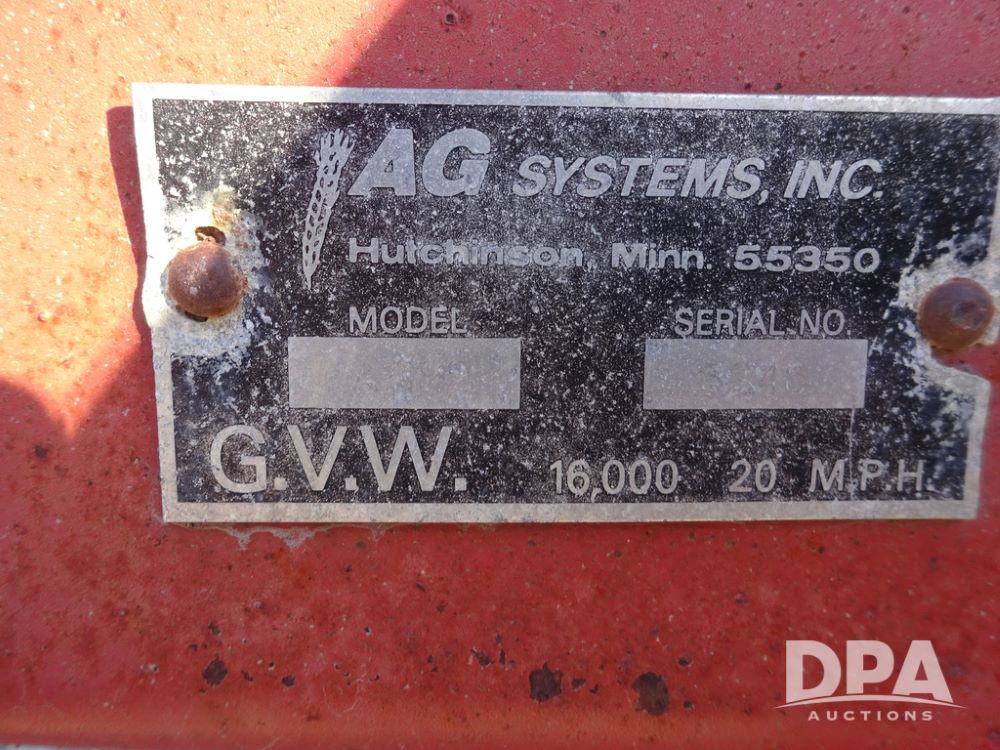 AG SYSTEMS, INC.
Hutchinson, Minn. 55350
MODEL SERIAL NO.
G.V.W. 16,000 20 M.P.H.
DPA
AUCTIONS